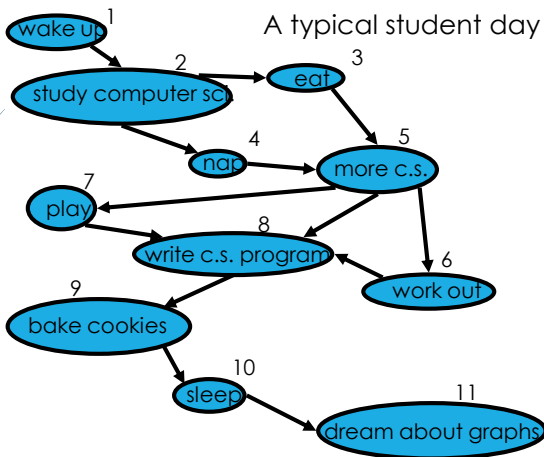 A typical student day
1
wake up
2
study computer sci.
3
eat
4
nap
5
more c.s.
7
play
8
write c.s. program
6
work out
9
bake cookies
10
sleep
11
dream about graphs